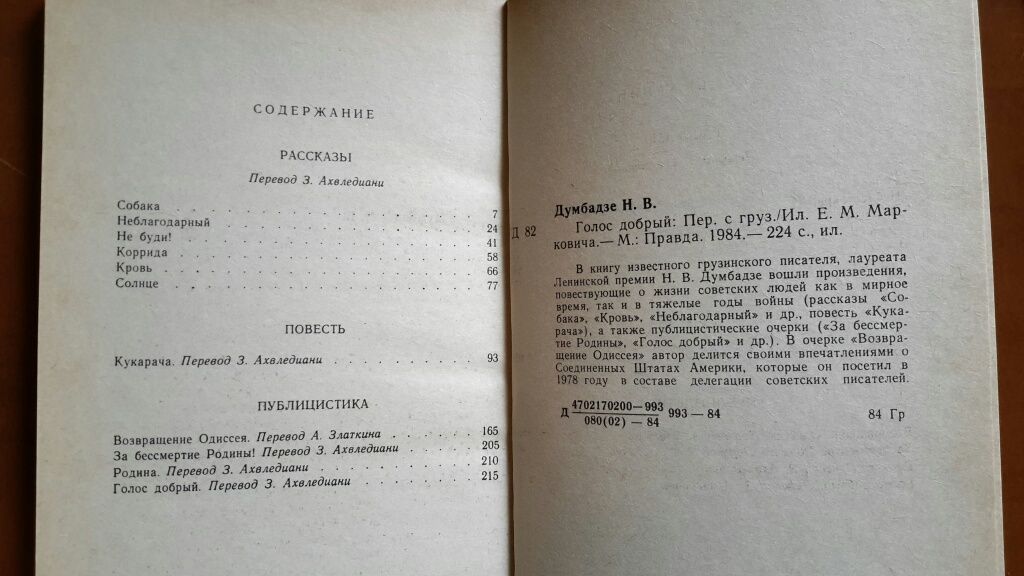 СОДЕРЖАНИЕ
РАССКАЗЫ
Перевод З. Ахвледиани
Собака . . . . . . . . . . . . . . . . . 7
Неблагодарный . . . . . . . . . . . . . . 24
Не буди! . . . . . . . . . . . . . . . . 41
Коррида . . . . . . . . . . . . . . . . . 58
Кровь . . . . . . . . . . . . . . . . . . 66
Солнце . . . . . . . . . . . . . . . . . 77
ПОВЕСТЬ
Кукарача. Перевод З. Ахвледиани . . . . . . . . 93
ПУБЛИЦИСТИКА
Возвращение Одиссея. Перевод А. Златкина . . . . . 165
За бессмертие Родины! Перевод З. Ахвледиани . . . . 205
Родина. Перевод З. Ахвледиани . . . . . . . . . 210
Голос добрый. Перевод З. Ахвледиани . . . . . . . 215
Думбадзе Н. В.
Д 82 Голос добрый: Пер. с груз./Ил. Е. М. Мар-
ковича.— М.: Правда. 1984.— 224 с., ил.
В книгу известного грузинского писателя, лауреата
Ленинской премии Н. В. Думбадзе вошли произведения,
повествующие о жизни советских людей как в мирное
время, так и в тяжелые годы войны (рассказы «Со-
бака», «Кровь», «Неблагодарный» и др., повесть «Кука-
рача»), а также публицистические очерки («За бессмер-
тие Родины», «Голос добрый» и др.). В очерке «Возвра-
щение Одиссея» автор делится своими впечатлениями о
Соединенных Штатах Америки, которые он посетил в
1978 году в составе делегации советских писателей.
Д 4702170200—993 993—84 84 Гр
080(02)—84